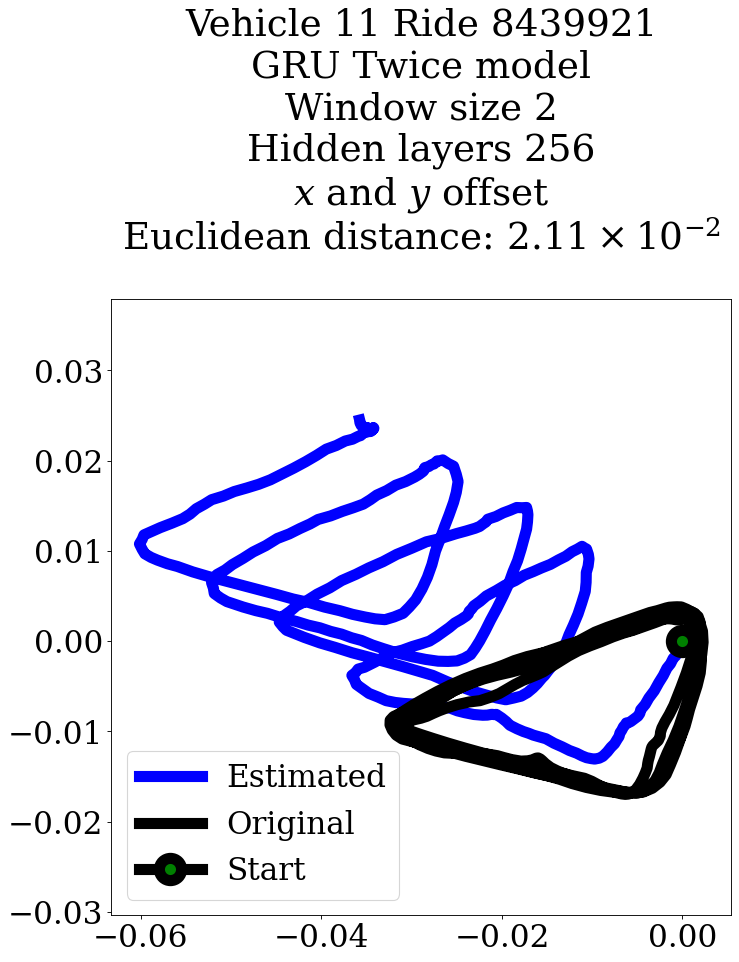 Vehicle 11 Ride 8439921
GRU Twice model
Window size 2
Hidden layers 256
x and y offset
Euclidean distance: 2.11 × 10⁻²
0.03
0.02
0.01
0.00
−0.01
−0.02
−0.03
Estimated
Original
Start
−0.06
−0.04
−0.02
0.00